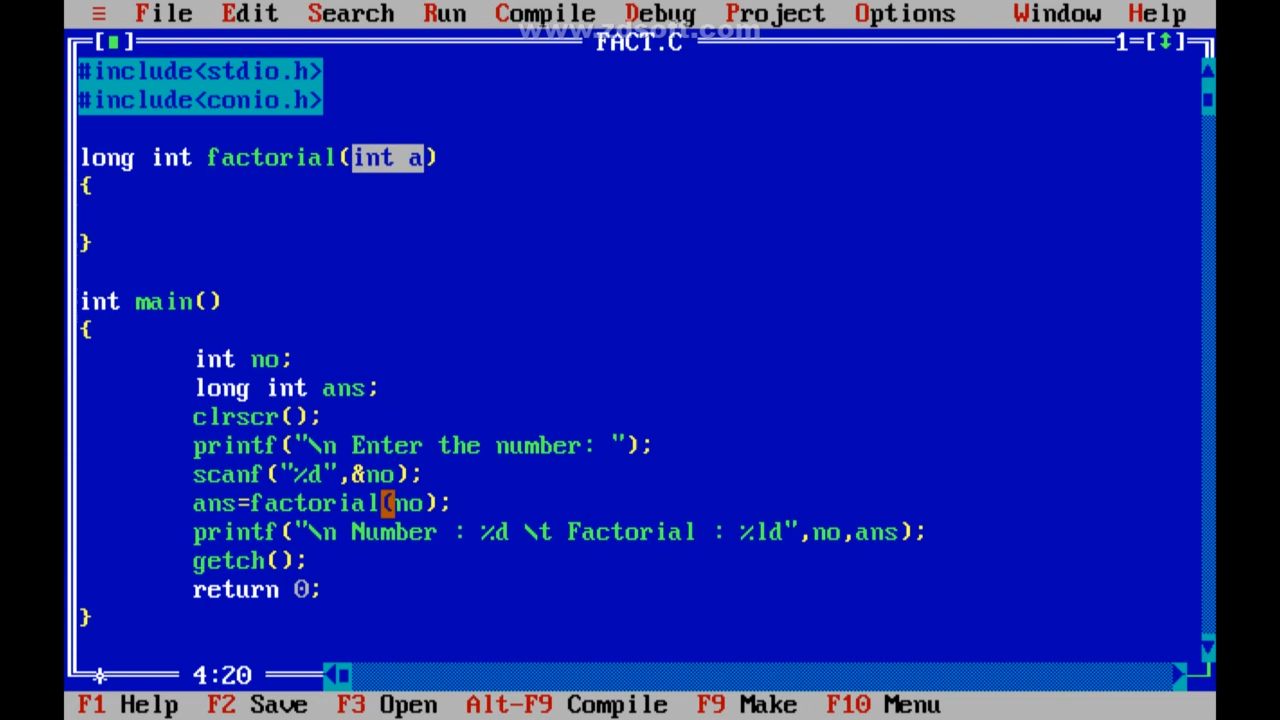 ≡ File Edit Search Run Compile Debug Project Options Window Help
www.zdsoft.com
[■] FACT.C 1=[↕]
#include<stdio.h>
#include<conio.h>
long int factorial(int a)
{
}
int main()
{
int no;
long int ans;
clrscr();
printf("\n Enter the number: ");
scanf("%d",&no);
ans=factorial(no);
printf("\n Number : %d \t Factorial : %ld",no,ans);
getch();
return 0;
}
4:20
F1 Help F2 Save F3 Open Alt-F9 Compile F9 Make F10 Menu